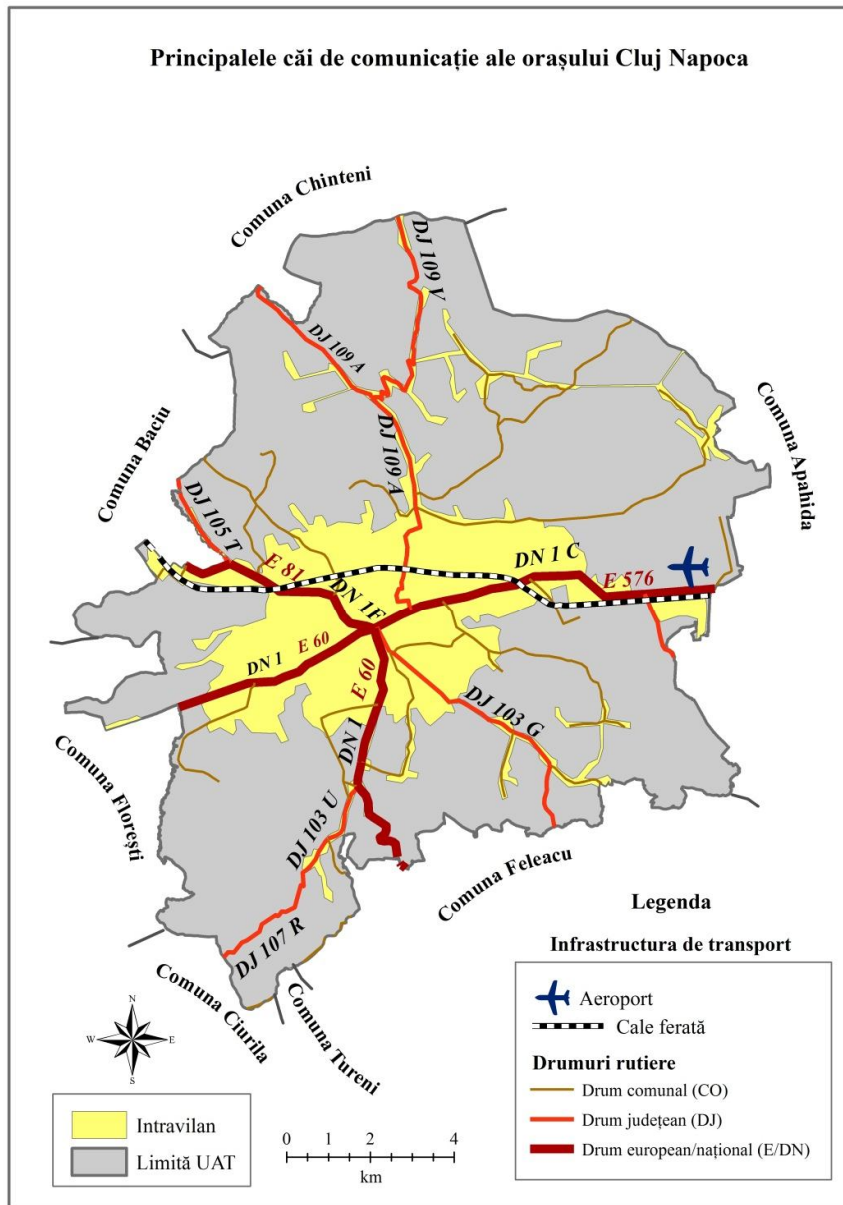 Principalele căi de comunicație ale orașului Cluj Napoca
Comuna Chinteni
DJ 109 V
DJ 109 A
Comuna Baciu
Comuna Apahida
DJ 109 A
DJ 105 T
E 81
DN 1F
DN 1 C
E 576
DN 1
E 60
E 60
DN 1
DJ 103 G
Comuna Florești
DJ 103 U
Comuna Feleacu
DJ 107 R
Comuna Ciurila
Comuna Tureni
N
W
E
S
Intravilan
Limită UAT
0 1 2 4
km
Legenda
Infrastructura de transport
Aeroport
Cale ferată
Drumuri rutiere
Drum comunal (CO)
Drum județean (DJ)
Drum european/național (E/DN)